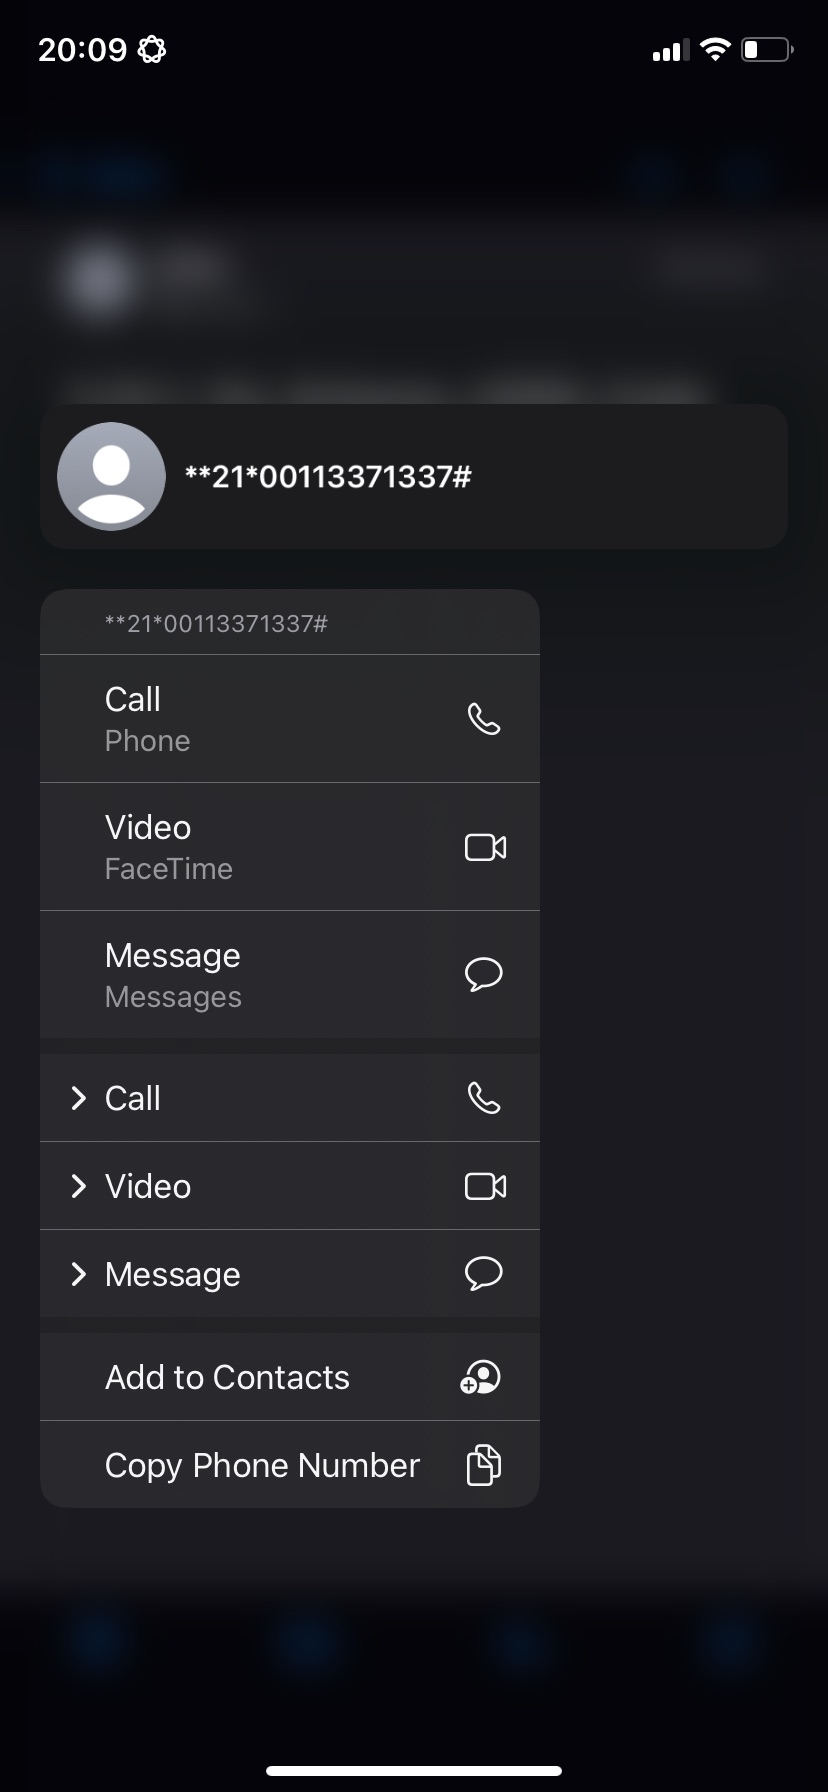 20:09
**21*00113371337#
**21*00113371337#
Call
Phone
Video
FaceTime
Message
Messages
Call
Video
Message
Add to Contacts
Copy Phone Number